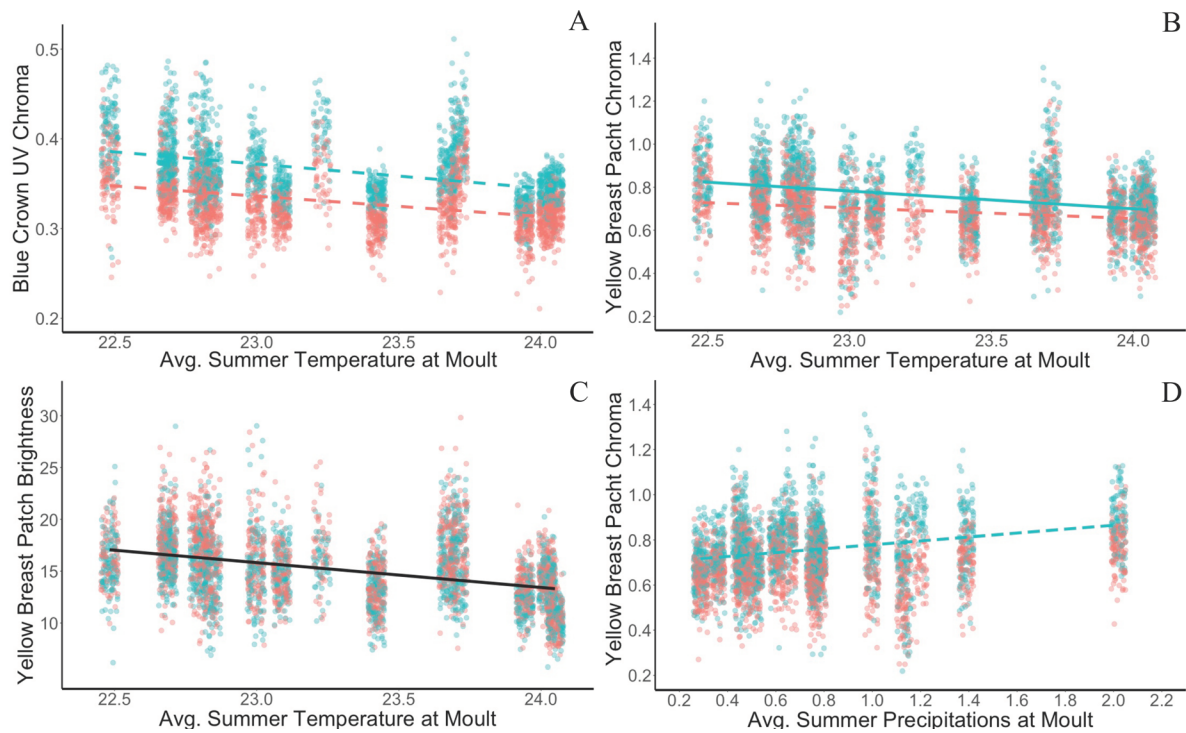 A
Blue Crown UV Chroma
0.5
0.4
0.3
0.2
22.5 23.0 23.5 24.0
Avg. Summer Temperature at Moult
B
Yellow Breast Pacht Chroma
1.4
1.2
1.0
0.8
0.6
0.4
0.2
22.5 23.0 23.5 24.0
Avg. Summer Temperature at Moult
C
Yellow Breast Patch Brightness
30
25
20
15
10
22.5 23.0 23.5 24.0
Avg. Summer Temperature at Moult
D
Yellow Breast Pacht Chroma
1.4
1.2
1.0
0.8
0.6
0.4
0.2
0.2 0.4 0.6 0.8 1.0 1.2 1.4 1.6 1.8 2.0 2.2
Avg. Summer Precipitations at Moult